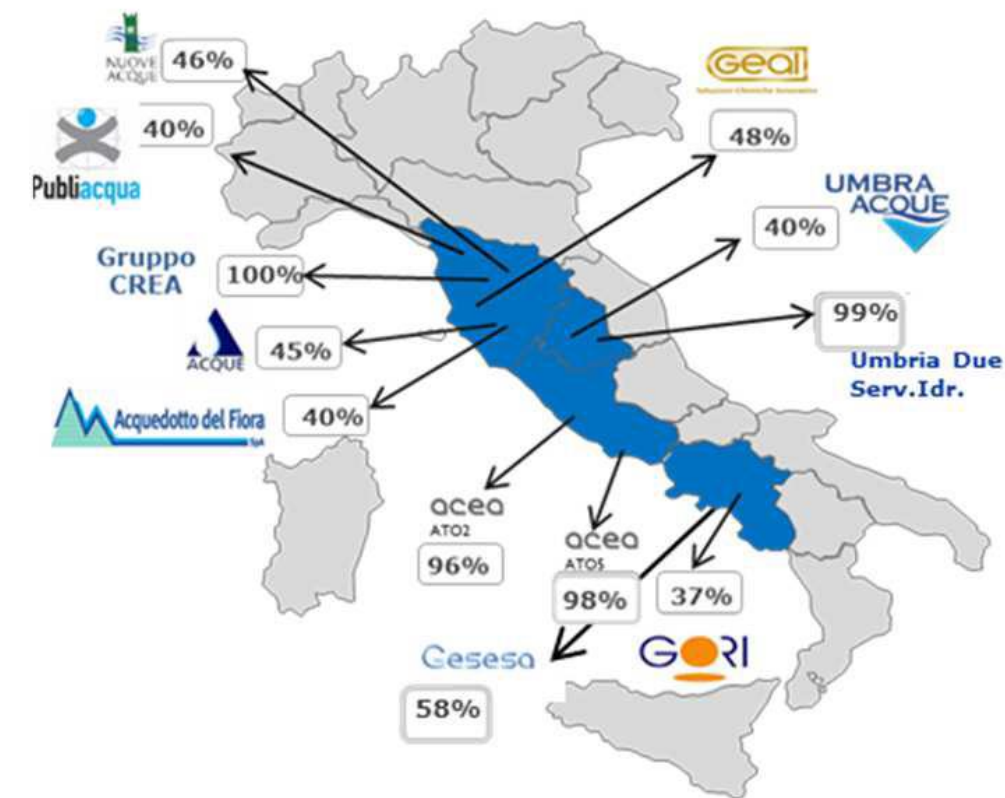 NUOVE
ACQUE
46%
Geal
48%
40%
Publiacqua
UMBRA
ACQUE
40%
Gruppo
CREA
100%
99%
Umbria Due
Serv.Idr.
45%
ACQUE
Acquedotto del Fiora
SpA
40%
acea
ATO2
96%
acea
ATO5
98%
37%
Gesesa
GORI
58%